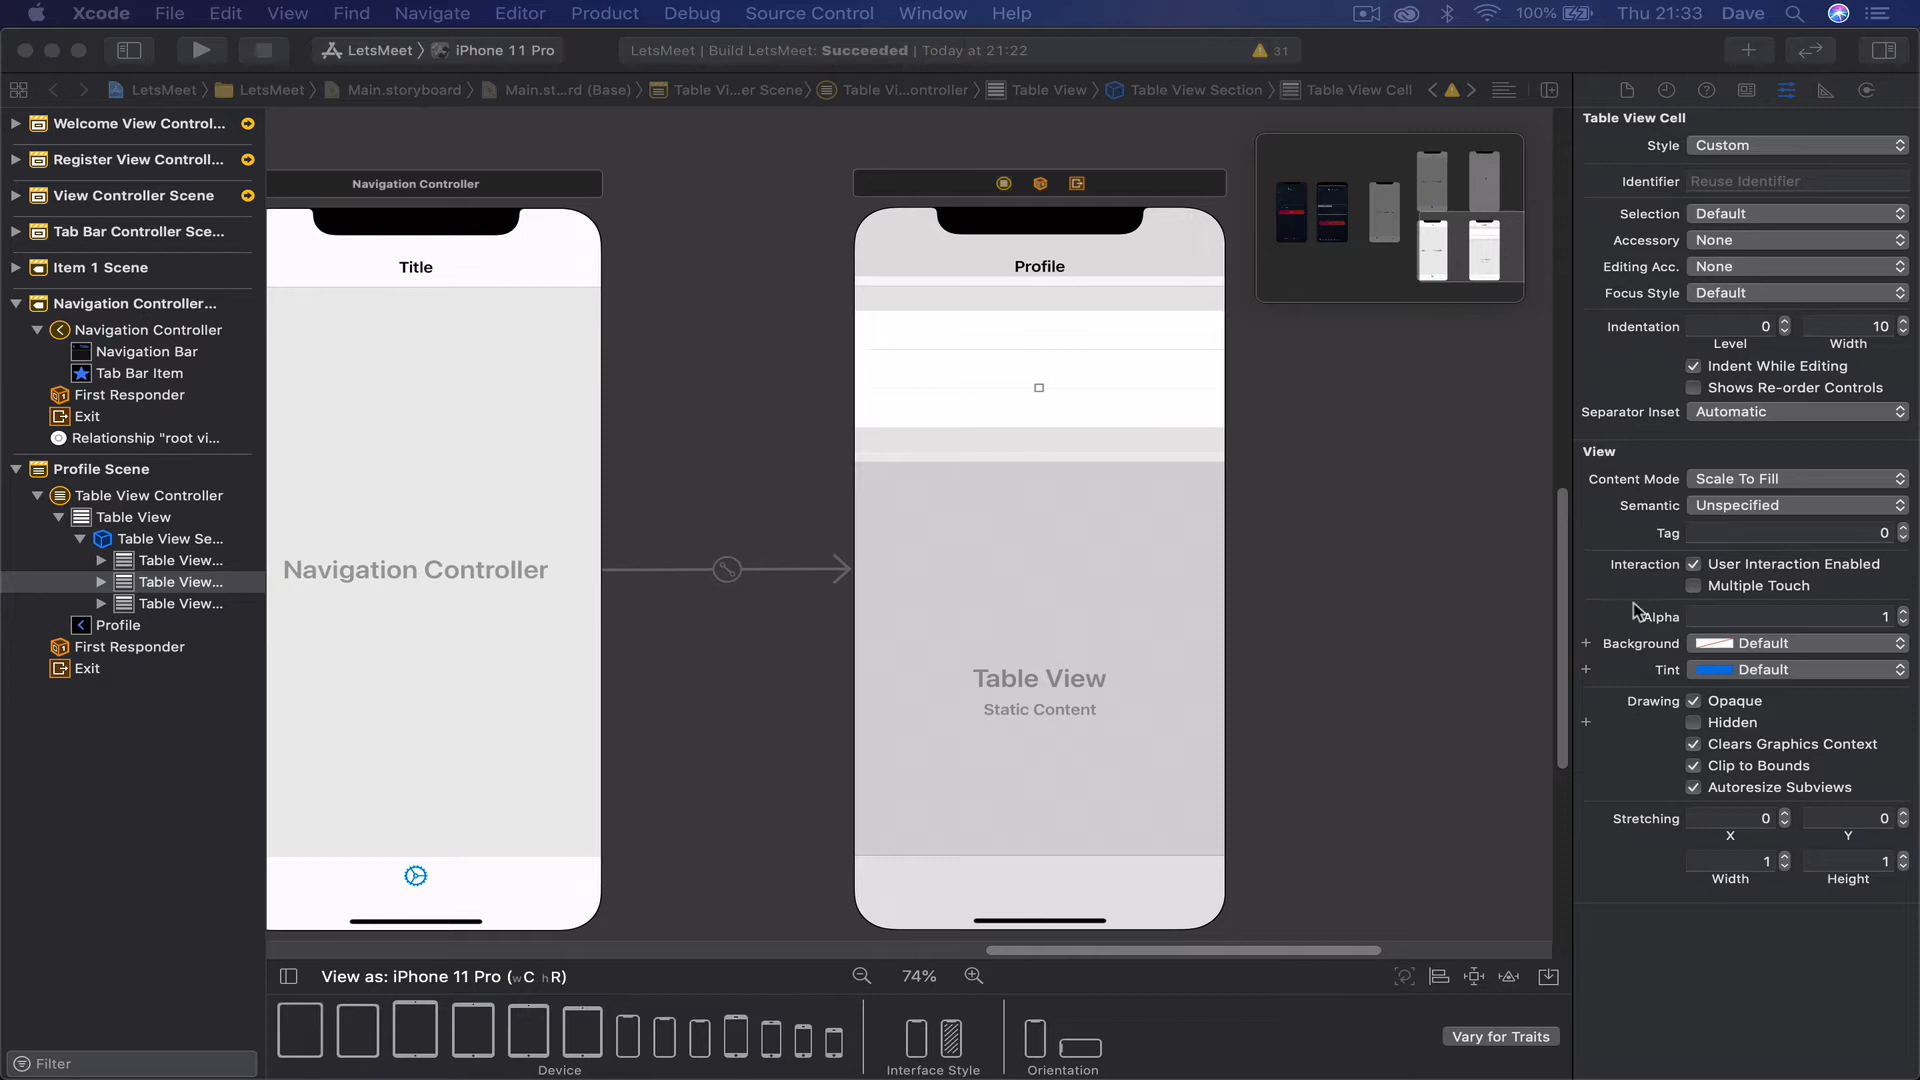 Xcode File Edit View Find Navigate Editor Product Debug Source Control Window Help 100% Thu 21:33 Dave
LetsMeet iPhone 11 Pro LetsMeet | Build LetsMeet: Succeeded | Today at 21:22 31
LetsMeet LetsMeet Main.storyboard Main.st...rd (Base) Table Vi...er Scene Table Vi...ontroller Table View Table View Section Table View Cell
Welcome View Control...
Register View Controll...
View Controller Scene
Tab Bar Controller Sce...
Item 1 Scene
Navigation Controller...
Navigation Controller
Navigation Bar
Tab Bar Item
First Responder
Exit
Relationship "root vi...
Profile Scene
Table View Controller
Table View
Table View Se...
Table View...
Table View...
Table View...
Profile
First Responder
Exit
Filter
Navigation Controller
Title
Navigation Controller
Profile
Table View
Static Content
View as: iPhone 11 Pro (wC hR)
74%
Device
Interface Style
Orientation
Vary for Traits
Table View Cell
Style Custom
Identifier Reuse Identifier
Selection Default
Accessory None
Editing Acc. None
Focus Style Default
Indentation 0 10
Level Width
Indent While Editing
Shows Re-order Controls
Separator Inset Automatic
View
Content Mode Scale To Fill
Semantic Unspecified
Tag 0
Interaction User Interaction Enabled
Multiple Touch
Alpha 1
Background Default
Tint Default
Drawing Opaque
Hidden
Clears Graphics Context
Clip to Bounds
Autoresize Subviews
Stretching 0 0
X Y
1 1
Width Height